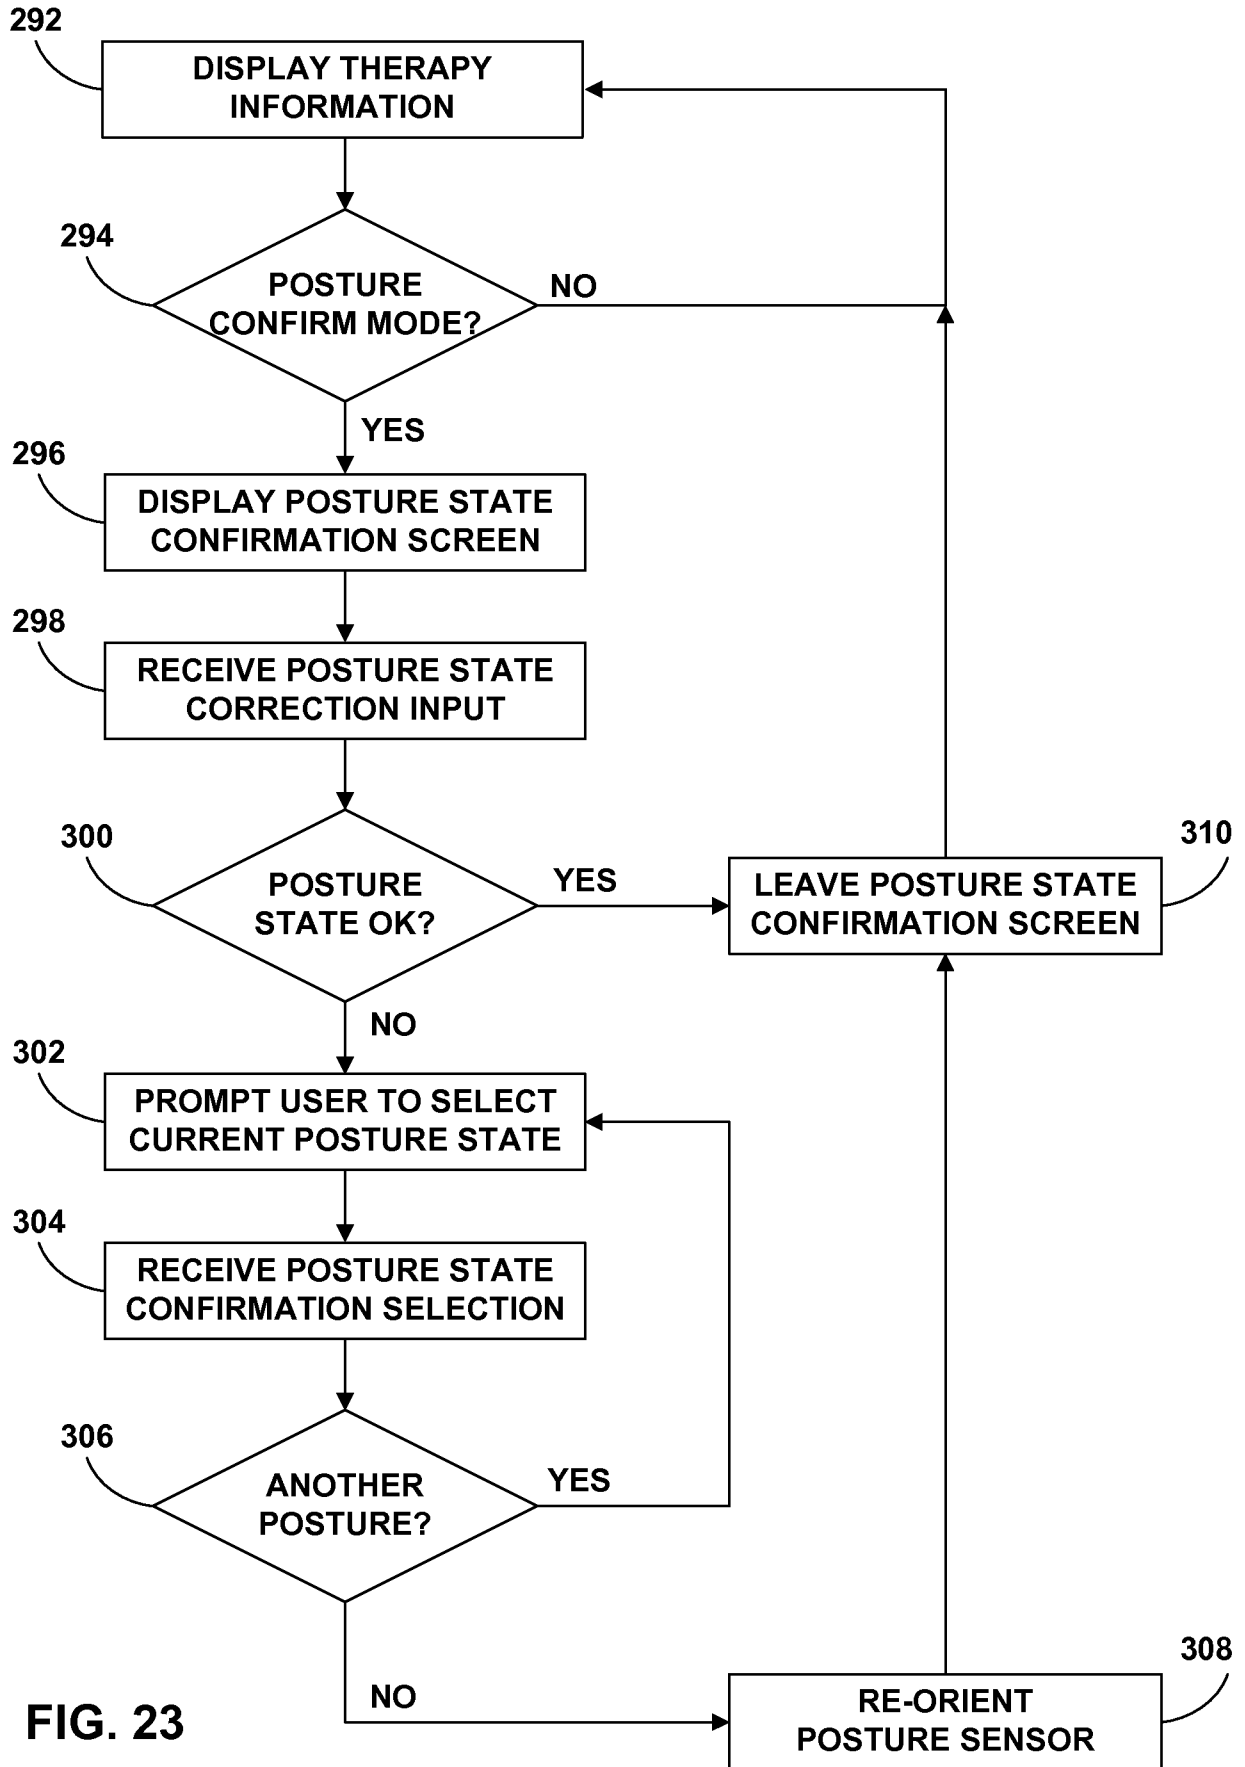 292
DISPLAY THERAPY
INFORMATION
294
POSTURE
CONFIRM MODE?
NO
YES
296
DISPLAY POSTURE STATE
CONFIRMATION SCREEN
298
RECEIVE POSTURE STATE
CORRECTION INPUT
300
POSTURE
STATE OK?
YES
310
LEAVE POSTURE STATE
CONFIRMATION SCREEN
NO
302
PROMPT USER TO SELECT
CURRENT POSTURE STATE
304
RECEIVE POSTURE STATE
CONFIRMATION SELECTION
306
ANOTHER
POSTURE?
YES
NO
308
RE-ORIENT
POSTURE SENSOR
FIG. 23